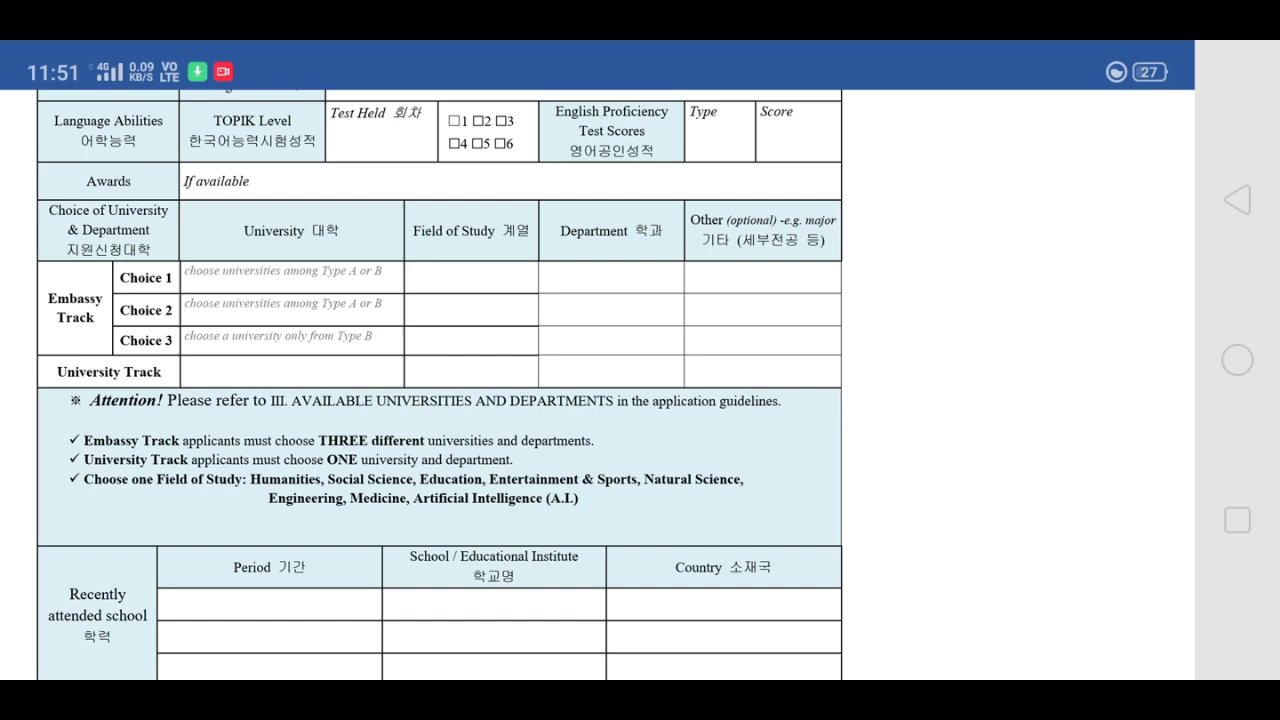 11:51 4G 0.09 KB/S VO LTE 27
Language Abilities
어학능력
TOPIK Level
한국어능력시험성적
Test Held 회차
☐1 ☐2 ☐3
☐4 ☐5 ☐6
English Proficiency
Test Scores
영어공인성적
Type
Score
Awards
If available
Choice of University
& Department
지원신청대학
University 대학
Field of Study 계열
Department 학과
Other (optional) -e.g. major
기타 (세부전공 등)
Embassy
Track
Choice 1
choose universities among Type A or B
Choice 2
choose universities among Type A or B
Choice 3
choose a university only from Type B
University Track
※ Attention! Please refer to III. AVAILABLE UNIVERSITIES AND DEPARTMENTS in the application guidelines.
✓ Embassy Track applicants must choose THREE different universities and departments.
✓ University Track applicants must choose ONE university and department.
✓ Choose one Field of Study: Humanities, Social Science, Education, Entertainment & Sports, Natural Science,
Engineering, Medicine, Artificial Intelligence (A.I.)
Recently
attended school
학력
Period 기간
School / Educational Institute
학교명
Country 소재국